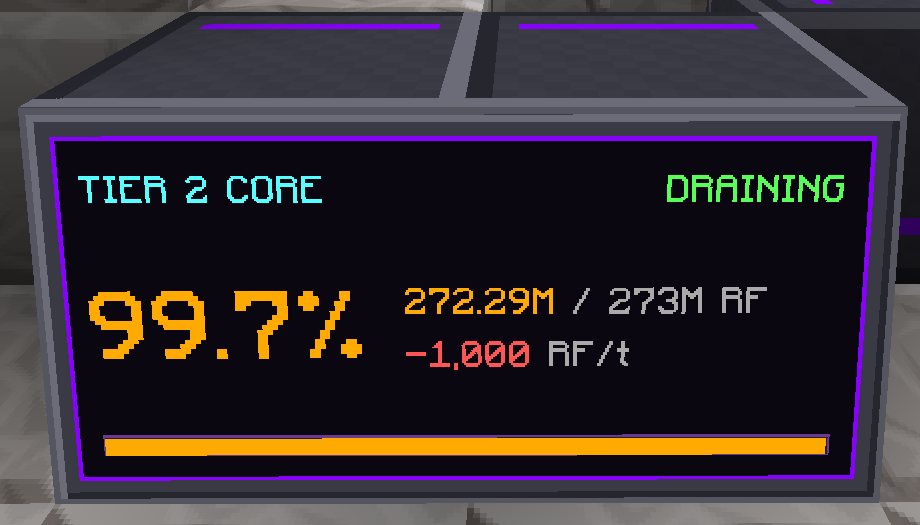 TIER 2 CORE
DRAINING
99.7%
272.29M / 273M RF
-1,000 RF/t